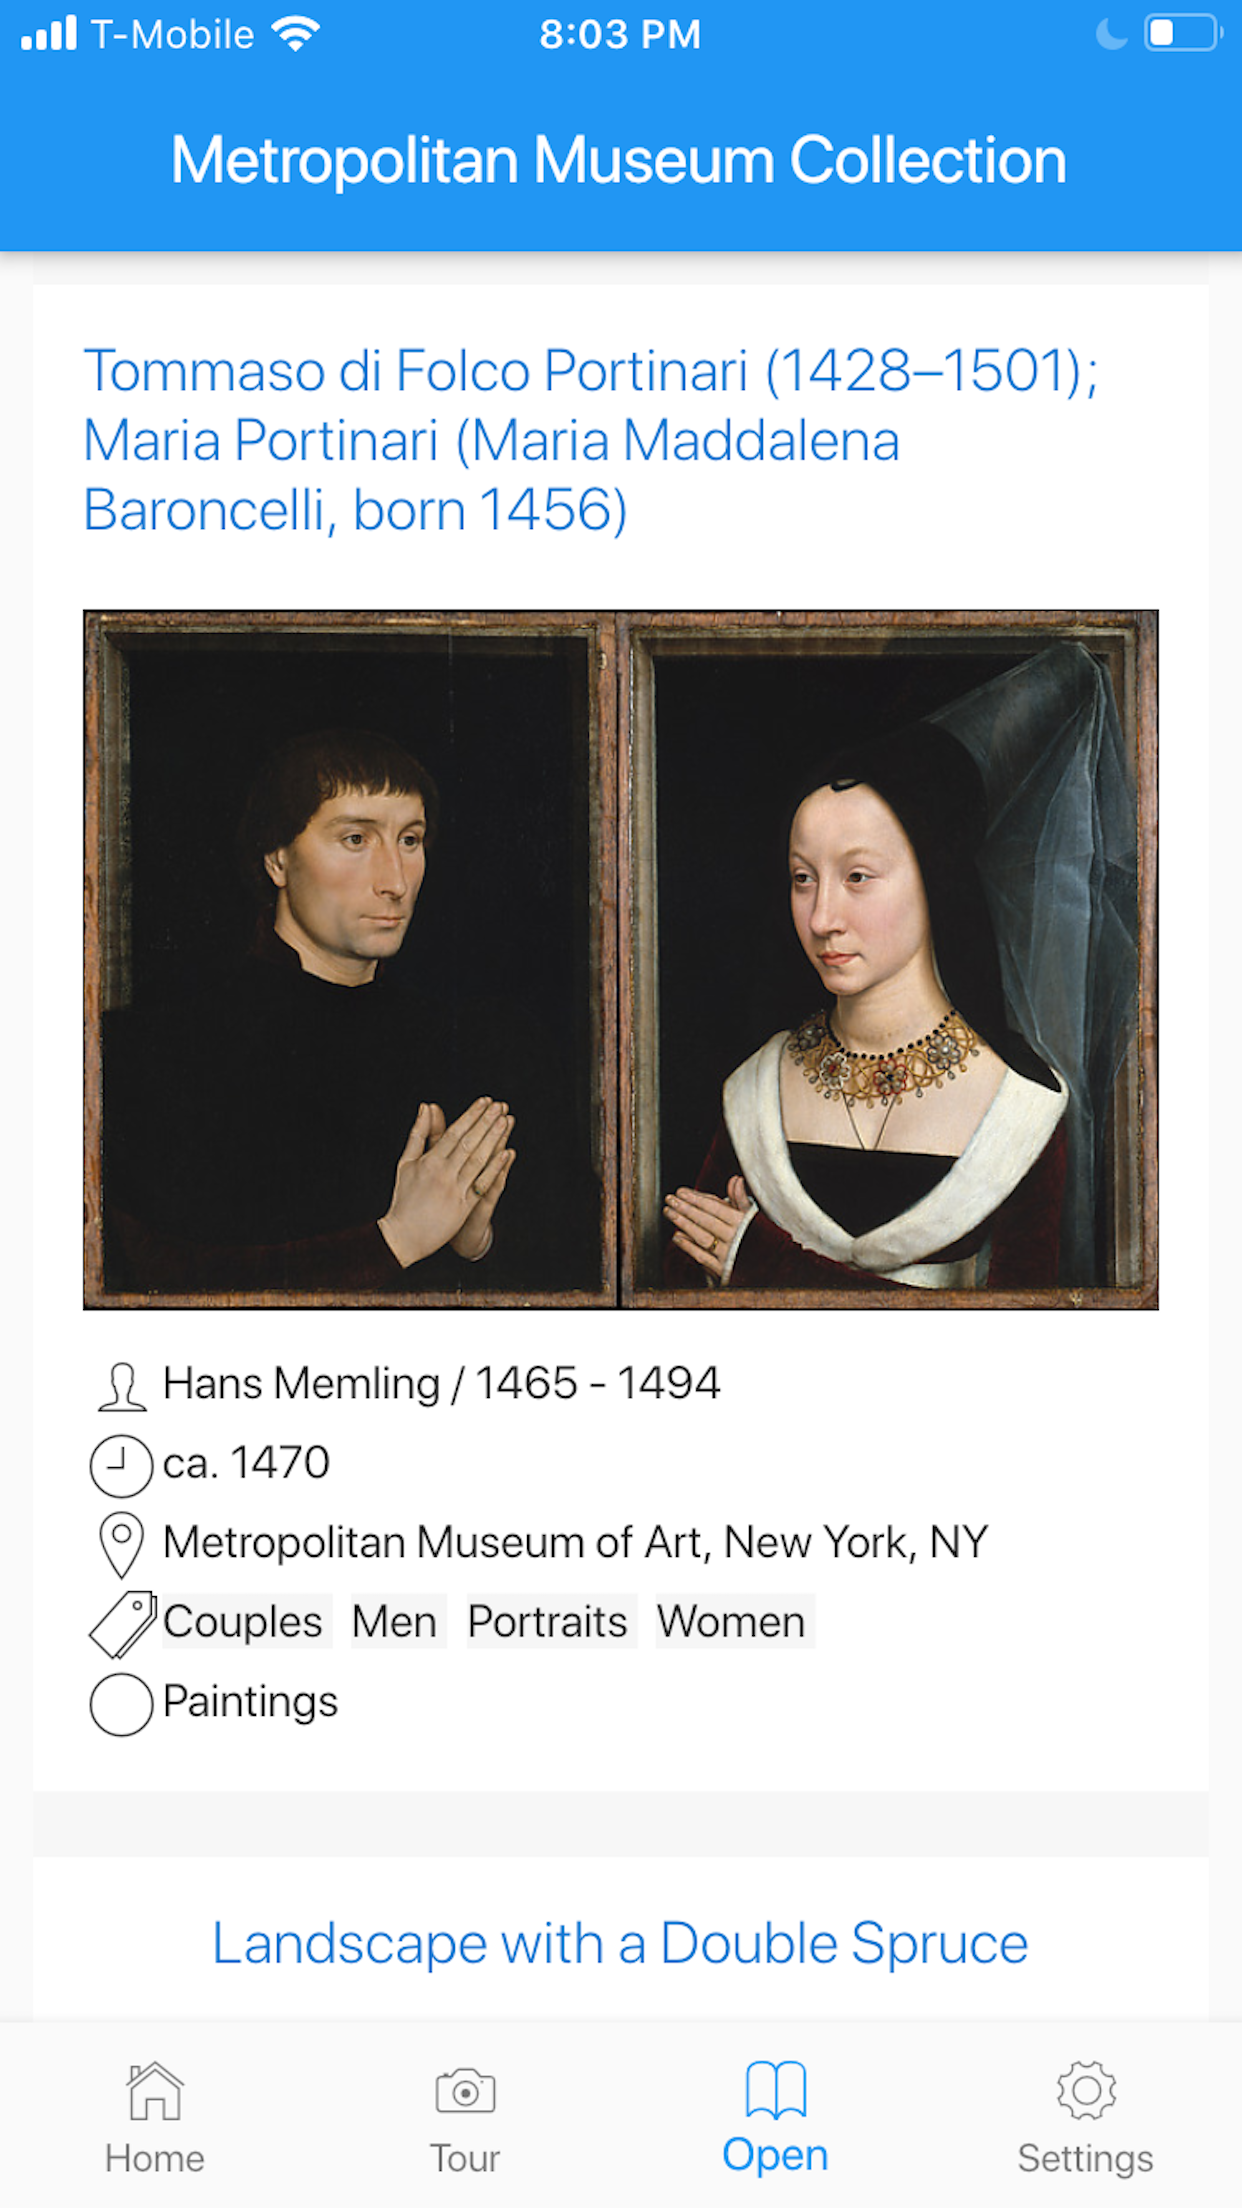 T-Mobile 8:03 PM
Metropolitan Museum Collection
Tommaso di Folco Portinari (1428–1501);
Maria Portinari (Maria Maddalena
Baroncelli, born 1456)
Hans Memling / 1465 - 1494
ca. 1470
Metropolitan Museum of Art, New York, NY
Couples Men Portraits Women
Paintings
Landscape with a Double Spruce
Home Tour Open Settings